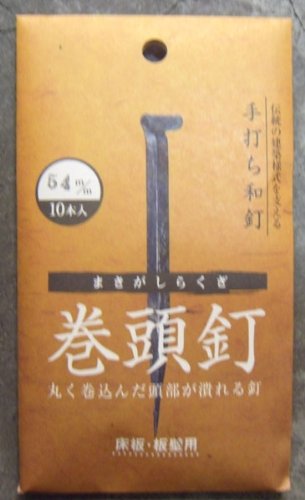 伝統の建築様式を支える
手打ち和釘
54m/m
10本入
まきがしらくぎ
巻頭釘
丸く巻込んだ頭部が潰れる釘
床板・板塀用